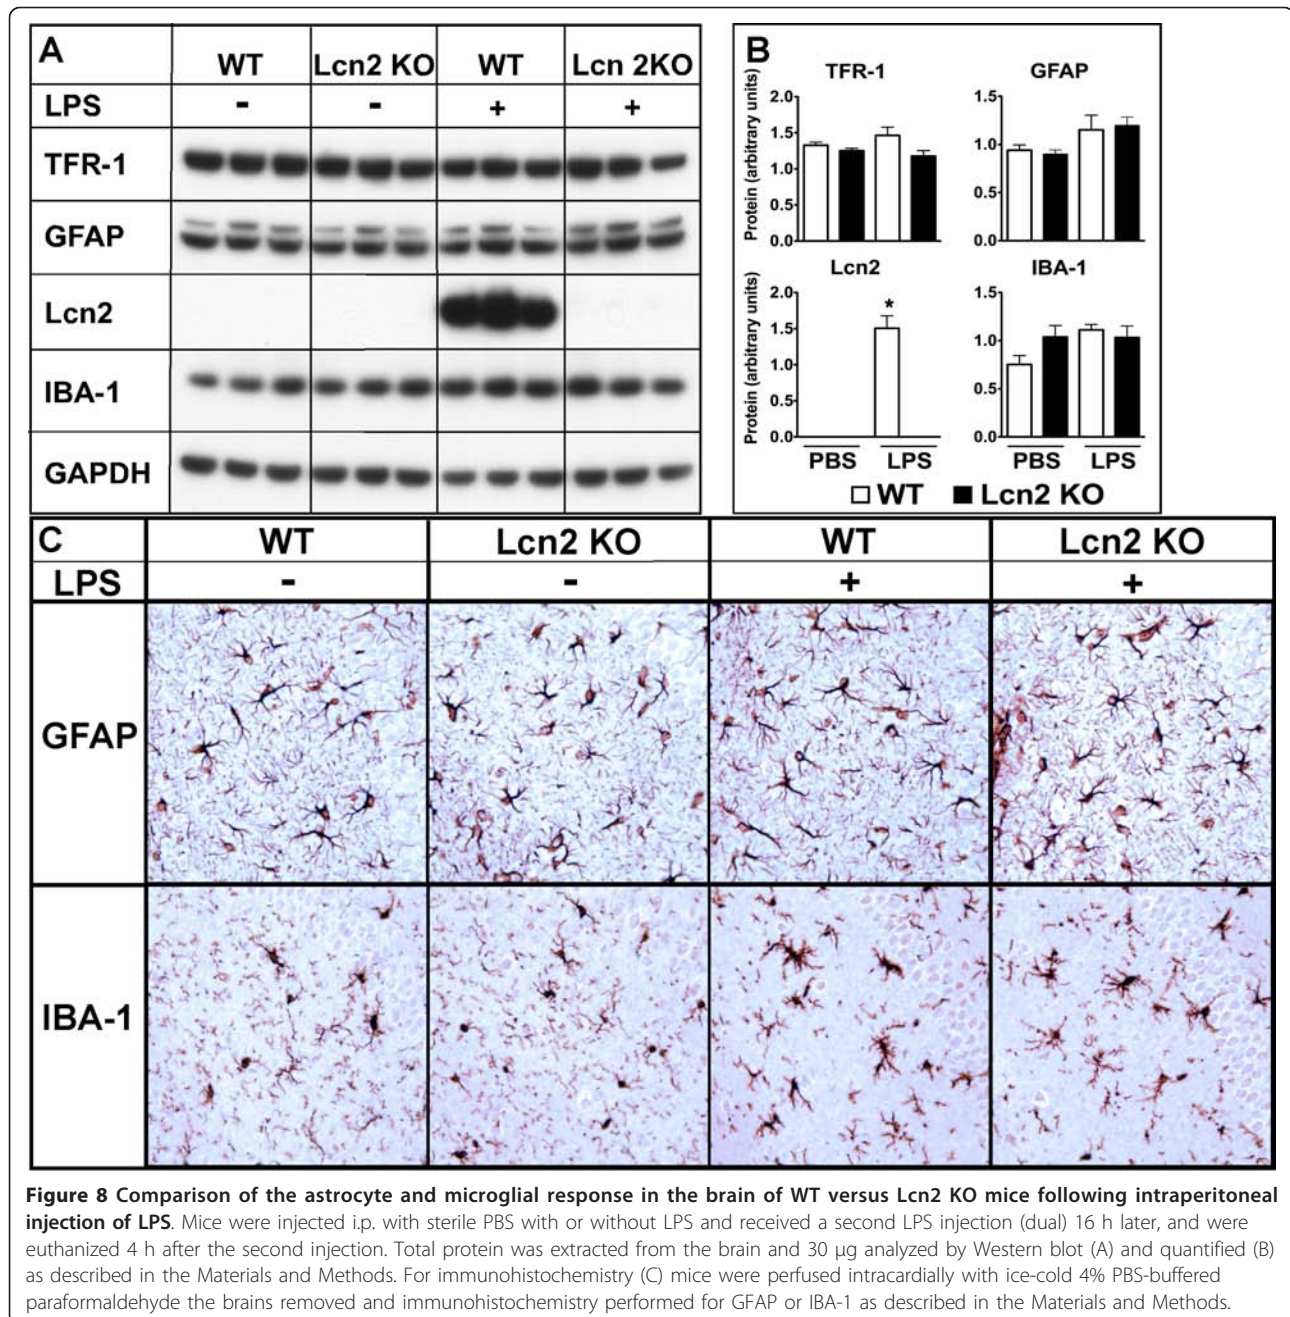 A
WT Lcn2 KO WT Lcn 2KO
LPS - - + +
TFR-1
GFAP
Lcn2
IBA-1
GAPDH
B
TFR-1
Protein (arbitrary units)
2.0
1.5
1.0
0.5
0.0
GFAP
1.5
1.0
0.5
0.0
Lcn2
Protein (arbitrary units)
2.0
1.5
1.0
0.5
0.0
*
PBS LPS
IBA-1
1.5
1.0
0.5
0.0
PBS LPS
WT Lcn2 KO
C WT Lcn2 KO WT Lcn2 KO
LPS - - + +
GFAP
IBA-1
Figure 8 Comparison of the astrocyte and microglial response in the brain of WT versus Lcn2 KO mice following intraperitoneal
injection of LPS. Mice were injected i.p. with sterile PBS with or without LPS and received a second LPS injection (dual) 16 h later, and were
euthanized 4 h after the second injection. Total protein was extracted from the brain and 30 μg analyzed by Western blot (A) and quantified (B)
as described in the Materials and Methods. For immunohistochemistry (C) mice were perfused intracardially with ice-cold 4% PBS-buffered
paraformaldehyde the brains removed and immunohistochemistry performed for GFAP or IBA-1 as described in the Materials and Methods.